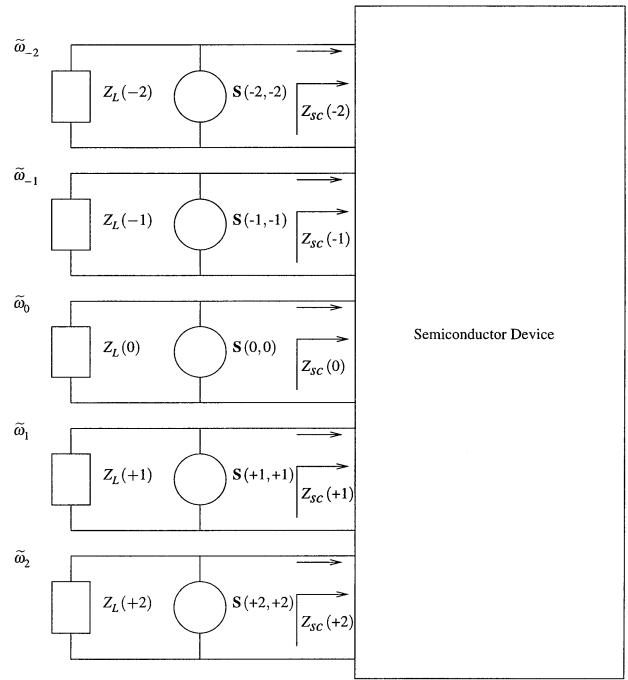 ω̃₋₂
Z_L(−2) S(-2,-2)
Z_SC(-2)
ω̃₋₁
Z_L(−1) S(-1,-1)
Z_SC(-1)
ω̃₀
Z_L(0) S(0,0)
Z_SC(0)
Semiconductor Device
ω̃₁
Z_L(+1) S(+1,+1)
Z_SC(+1)
ω̃₂
Z_L(+2) S(+2,+2)
Z_SC(+2)